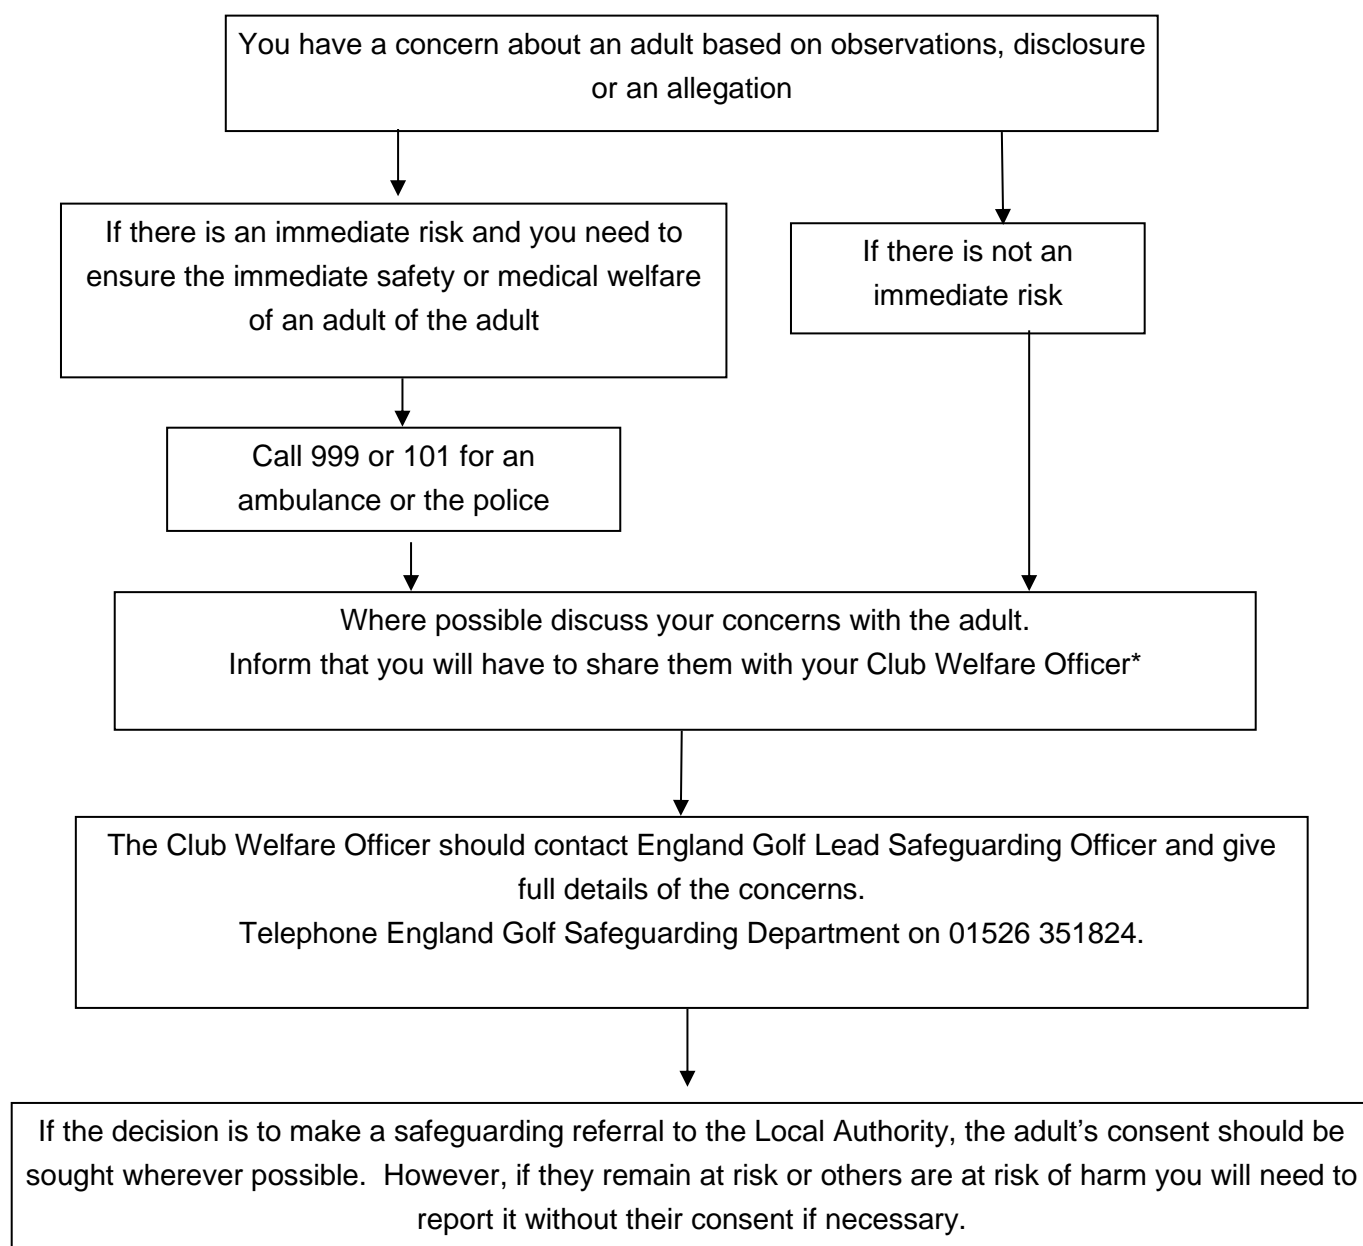 You have a concern about an adult based on observations, disclosure
or an allegation
If there is an immediate risk and you need to
ensure the immediate safety or medical welfare
of an adult of the adult
If there is not an
immediate risk
Call 999 or 101 for an
ambulance or the police
Where possible discuss your concerns with the adult.
Inform that you will have to share them with your Club Welfare Officer*
The Club Welfare Officer should contact England Golf Lead Safeguarding Officer and give
full details of the concerns.
Telephone England Golf Safeguarding Department on 01526 351824.
If the decision is to make a safeguarding referral to the Local Authority, the adult’s consent should be
sought wherever possible.  However, if they remain at risk or others are at risk of harm you will need to
report it without their consent if necessary.